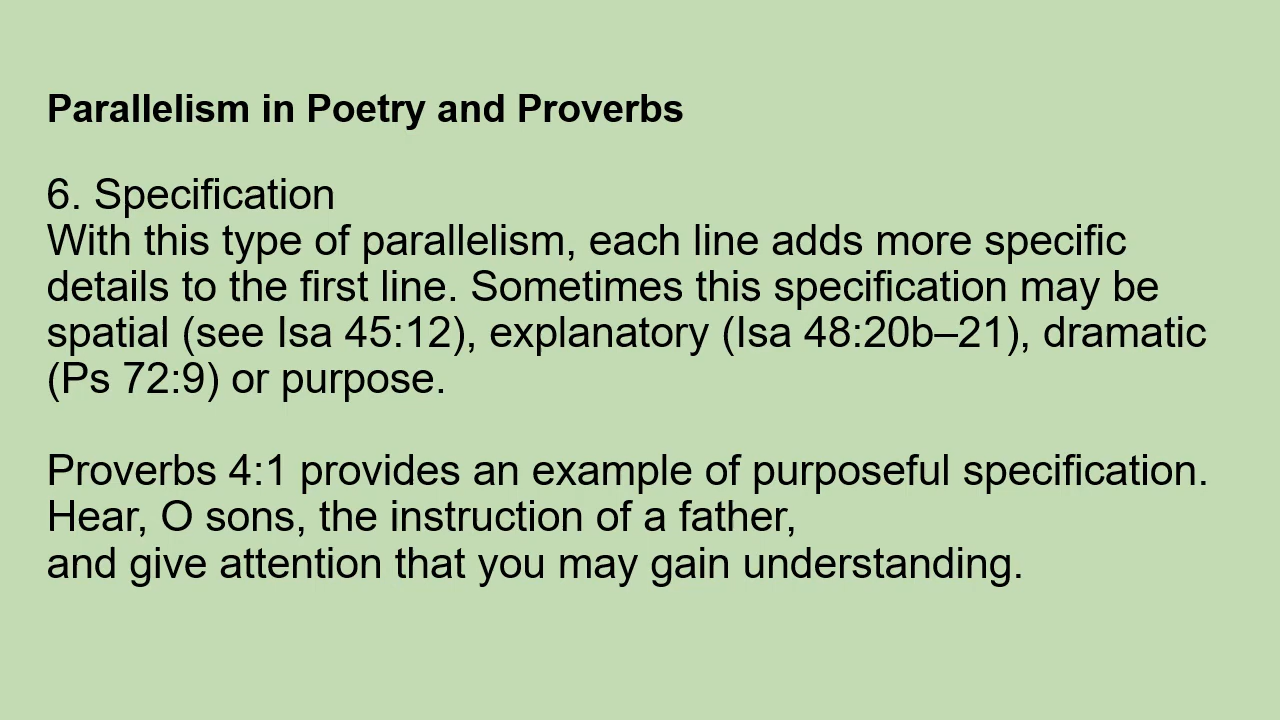 Parallelism in Poetry and Proverbs
6. Specification
With this type of parallelism, each line adds more specific
details to the first line. Sometimes this specification may be
spatial (see Isa 45:12), explanatory (Isa 48:20b–21), dramatic
(Ps 72:9) or purpose.
Proverbs 4:1 provides an example of purposeful specification.
Hear, O sons, the instruction of a father,
and give attention that you may gain understanding.